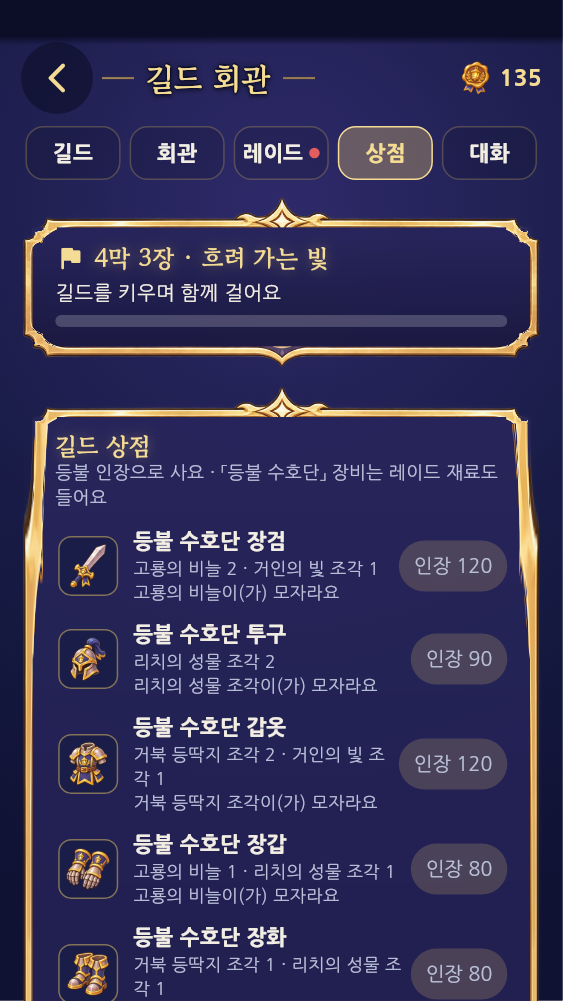 길드 회관
135
길드
회관
레이드
상점
대화
4막 3장 · 흐려 가는 빛
길드를 키우며 함께 걸어요
길드 상점
등불 인장으로 사요 · 「등불 수호단」 장비는 레이드 재료도
들어요
등불 수호단 장검
고룡의 비늘 2 · 거인의 빛 조각 1
고룡의 비늘이(가) 모자라요
인장 120
등불 수호단 투구
리치의 성물 조각 2
리치의 성물 조각이(가) 모자라요
인장 90
등불 수호단 갑옷
거북 등딱지 조각 2 · 거인의 빛 조
각 1
거북 등딱지 조각이(가) 모자라요
인장 120
등불 수호단 장갑
고룡의 비늘 1 · 리치의 성물 조각 1
고룡의 비늘이(가) 모자라요
인장 80
등불 수호단 장화
거북 등딱지 조각 1 · 리치의 성물 조
각 1
인장 80